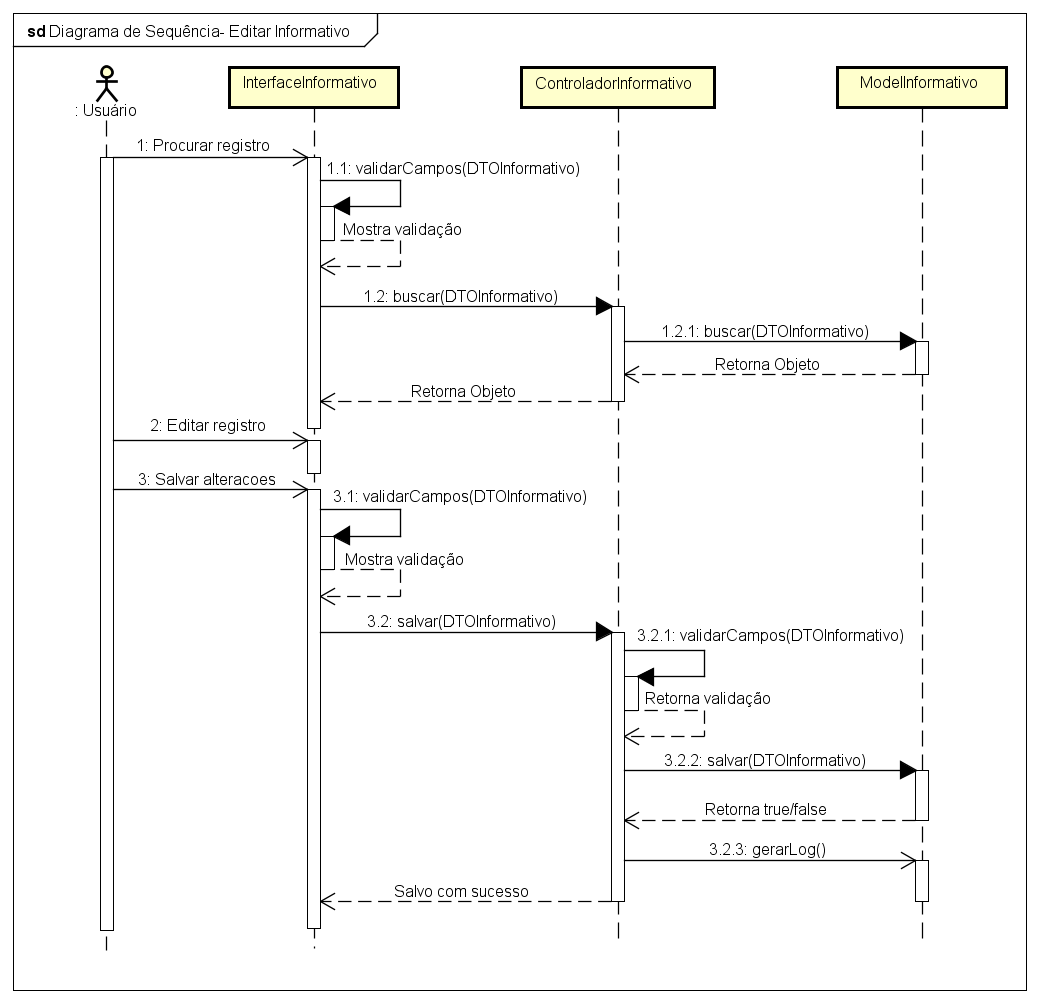 sd Diagrama de Sequência- Editar Informativo
: Usuário
InterfaceInformativo
ControladorInformativo
ModelInformativo
1: Procurar registro
1.1: validarCampos(DTOInformativo)
Mostra validação
1.2: buscar(DTOInformativo)
1.2.1: buscar(DTOInformativo)
Retorna Objeto
Retorna Objeto
2: Editar registro
3: Salvar alteracoes
3.1: validarCampos(DTOInformativo)
Mostra validação
3.2: salvar(DTOInformativo)
3.2.1: validarCampos(DTOInformativo)
Retorna validação
3.2.2: salvar(DTOInformativo)
Retorna true/false
3.2.3: gerarLog()
Salvo com sucesso